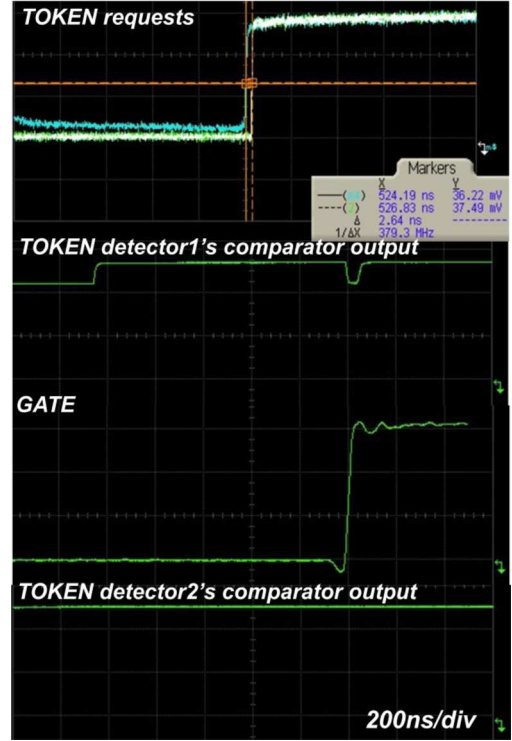 TOKEN requests
Markers
X Y
524.19 ns 36.22 mV
526.83 ns 37.49 mV
Δ 2.64 ns
1/ΔX 379.3 MHz
TOKEN detector1's comparator output
GATE
TOKEN detector2's comparator output
200ns/div